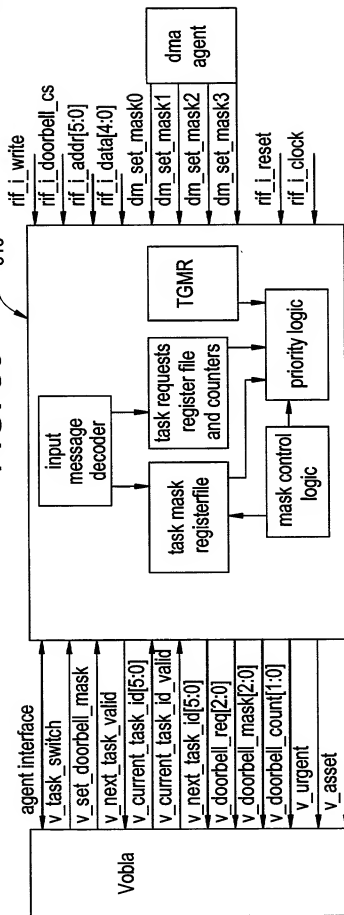 rif_i_write
rif_i_doorbell_cs
rif_i_addr[5:0]
rif_i_data[4:0]
dm_set_mask0
dm_set_mask1
dm_set_mask2
dm_set_mask3
rif_i_reset
rif_i_clock
dma
agent
input
message
decoder
task mask
registerfile
task requests
register file
and counters
TGMR
mask control
logic
priority logic
Vobla
agent interface
v_task_switch
v_set_doorbell_mask
v_next_task_valid
v_current_task_id[5:0]
v_current_task_id_valid
v_next_task_id[5:0]
v_doorbell_req[2:0]
v_doorbell_mask[2:0]
v_doorbell_count[1:0]
v_urgent
v_asset